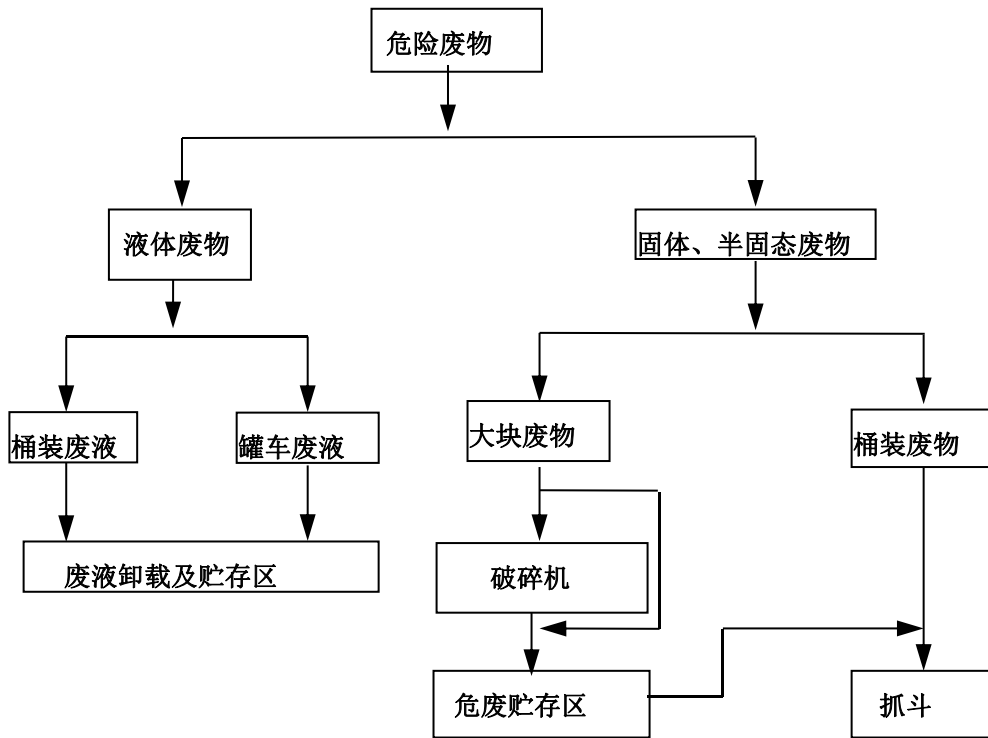 危险废物
液体废物
固体、半固态废物
桶装废液
罐车废液
大块废物
桶装废物
废液卸载及贮存区
破碎机
危废贮存区
抓斗